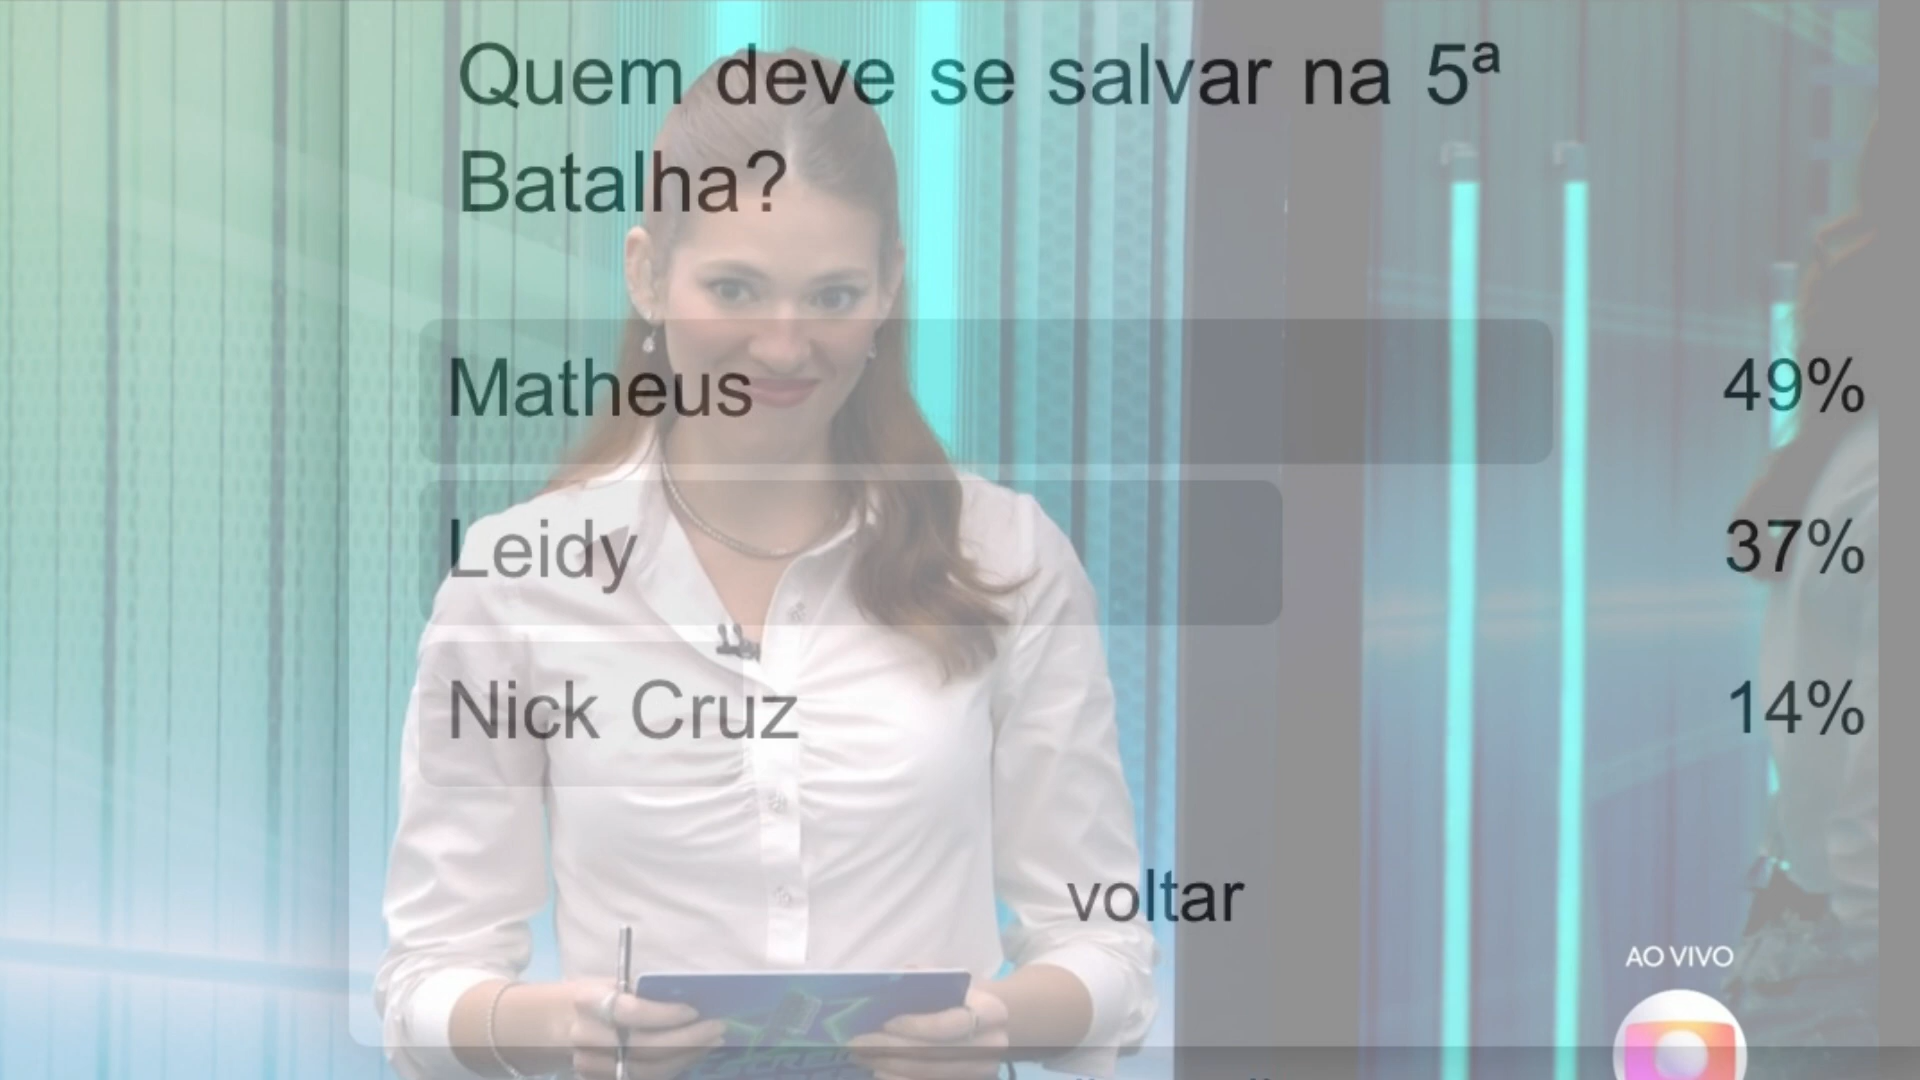 Quem deve se salvar na 5ª
Batalha?
Matheus 49%
Leidy 37%
Nick Cruz 14%
voltar
AO VIVO